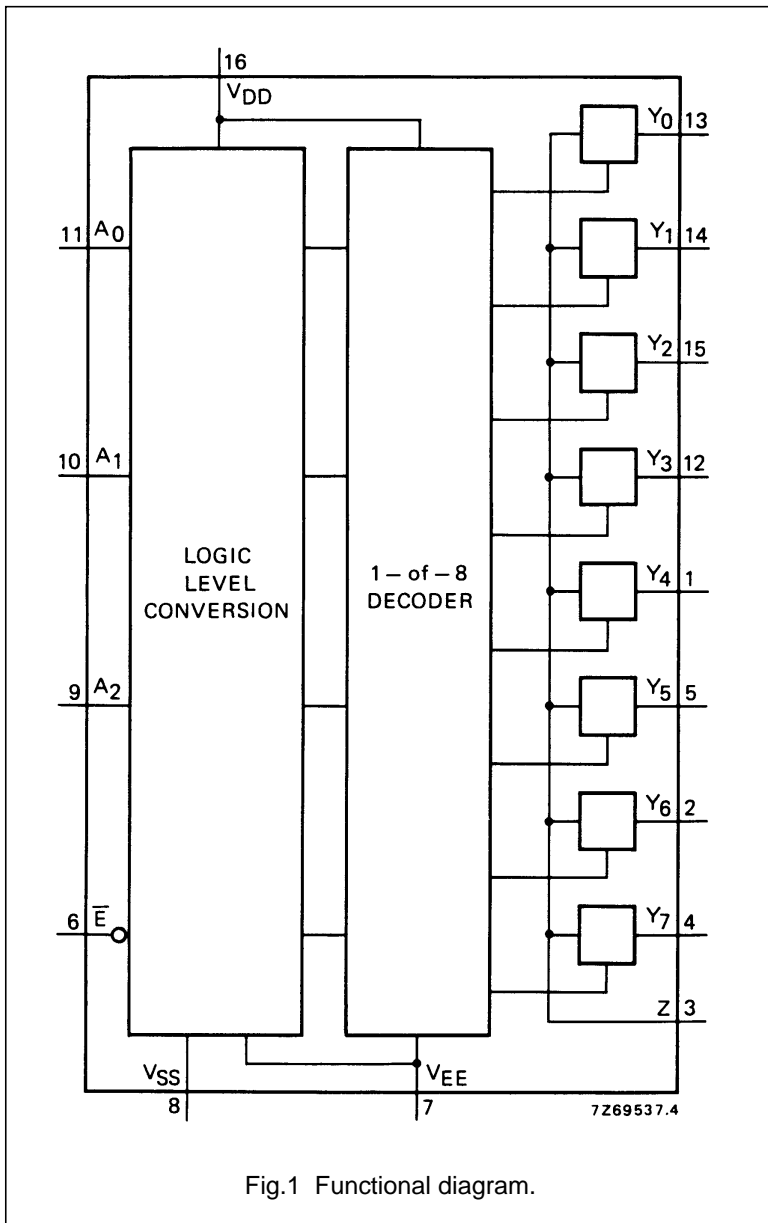 16
VDD
Y0 13
11 A0
Y1 14
Y2 15
10 A1
Y3 12
LOGIC
LEVEL
CONVERSION
1 – of – 8
DECODER
Y4 1
9 A2
Y5 5
Y6 2
6 E̅
Y7 4
Z 3
VSS
VEE
8
7
7Z69537.4
Fig.1 Functional diagram.